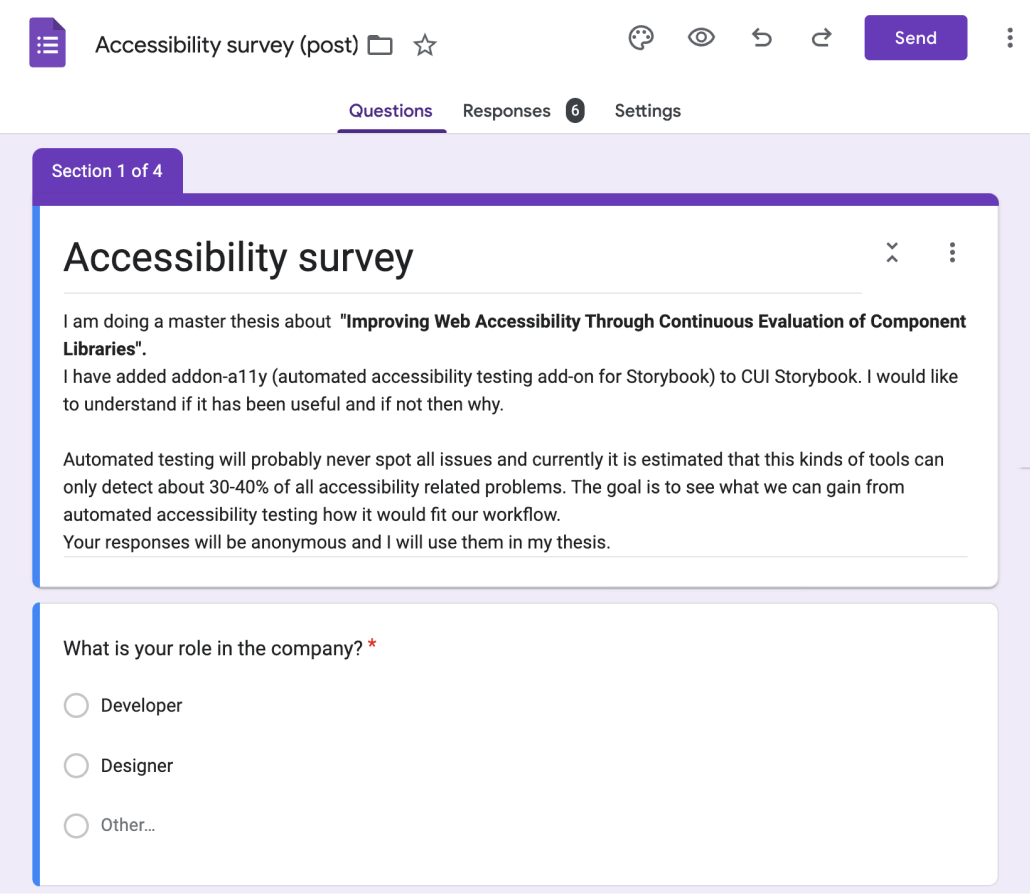 Accessibility survey (post)
Send
Questions Responses 6 Settings
Section 1 of 4
Accessibility survey
I am doing a master thesis about "Improving Web Accessibility Through Continuous Evaluation of Component
Libraries".
I have added addon-a11y (automated accessibility testing add-on for Storybook) to CUI Storybook. I would like
to understand if it has been useful and if not then why.
Automated testing will probably never spot all issues and currently it is estimated that this kinds of tools can
only detect about 30-40% of all accessibility related problems. The goal is to see what we can gain from
automated accessibility testing how it would fit our workflow.
Your responses will be anonymous and I will use them in my thesis.
What is your role in the company? *
Developer
Designer
Other...